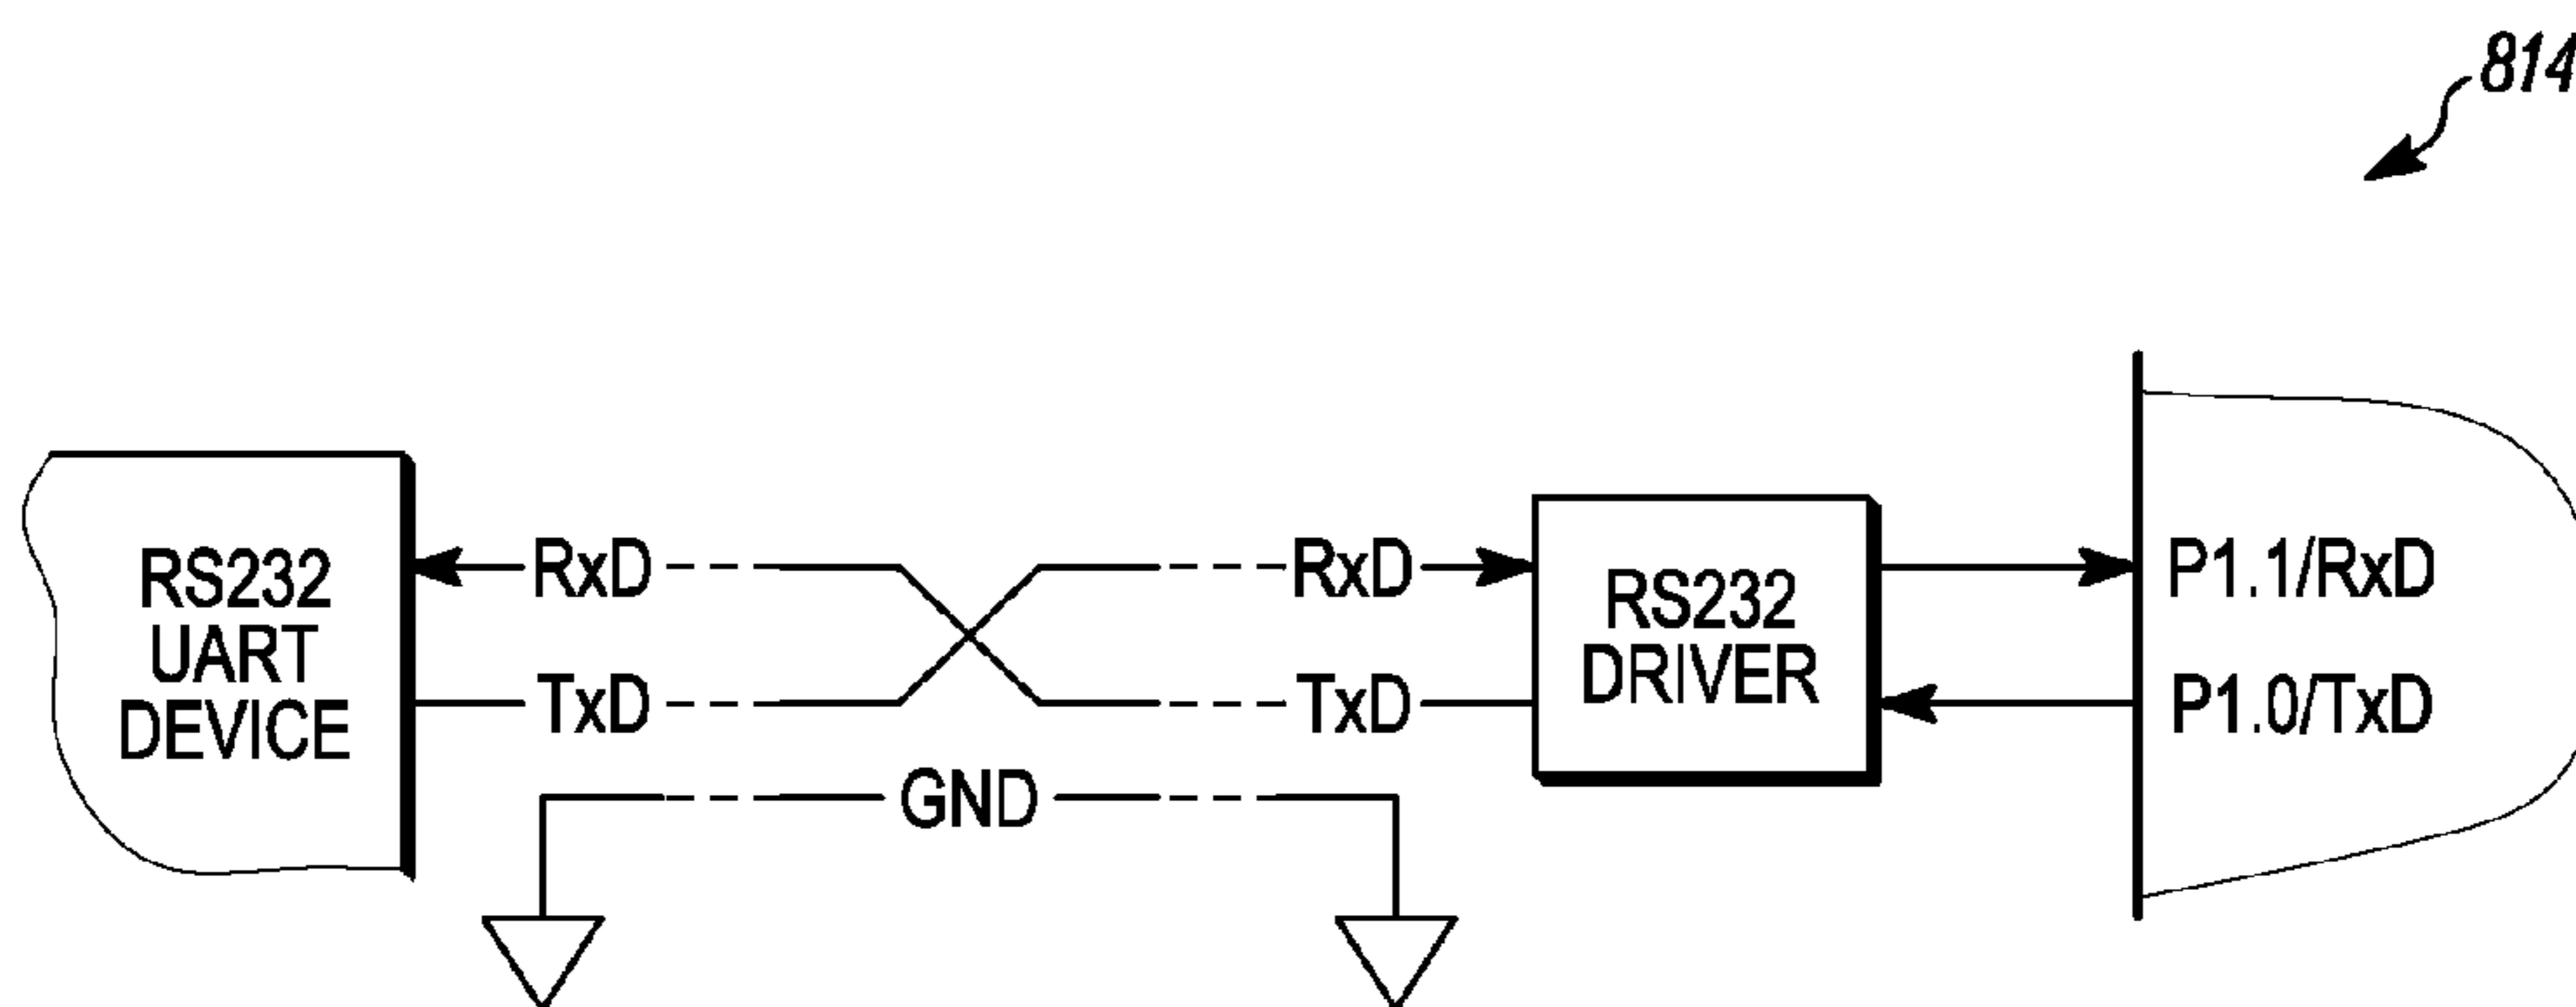 814
RS232
UART
DEVICE
RxD
TxD
GND
RxD
TxD
RS232
DRIVER
P1.1/RxD
P1.0/TxD